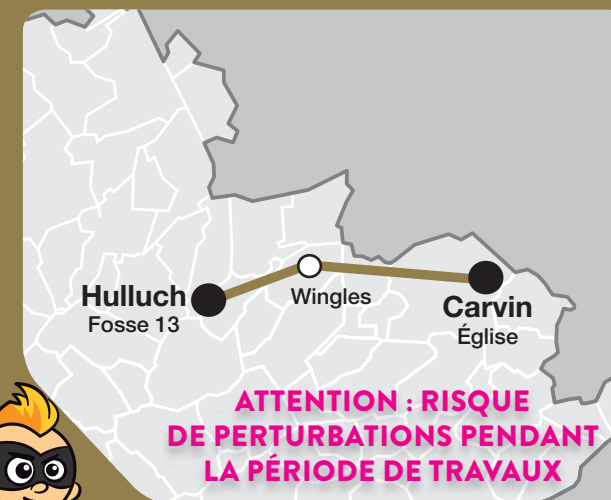 Hulluch
Fosse 13
Wingles
Carvin
Église
ATTENTION : RISQUE
DE PERTURBATIONS PENDANT
LA PÉRIODE DE TRAVAUX